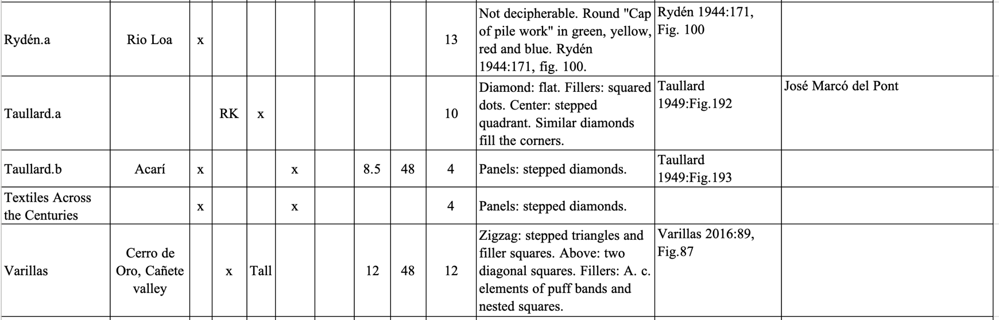 Rydén.a Rio Loa x 13 Not decipherable. Round "Cap of pile work" in green, yellow, red and blue. Rydén 1944:171, fig. 100. Rydén 1944:171, Fig. 100
Taullard.a RK x 10 Diamond: flat. Fillers: squared dots. Center: stepped quadrant. Similar diamonds fill the corners. Taullard 1949:Fig.192 José Marcó del Pont
Taullard.b Acarí x x 8.5 48 4 Panels: stepped diamonds. Taullard 1949:Fig.193
Textiles Across the Centuries x x 4 Panels: stepped diamonds.
Varillas Cerro de Oro, Cañete valley x Tall 12 48 12 Zigzag: stepped triangles and filler squares. Above: two diagonal squares. Fillers: A. c. elements of puff bands and nested squares. Varillas 2016:89, Fig.87